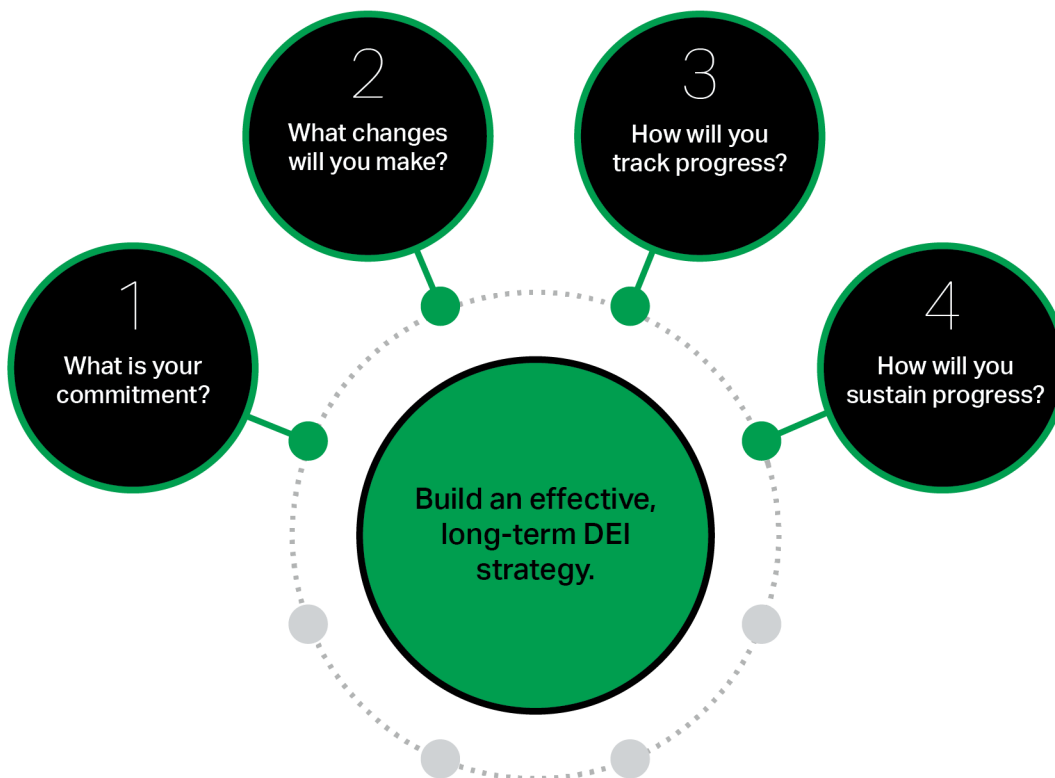 1
What is your
commitment?
2
What changes
will you make?
3
How will you
track progress?
4
How will you
sustain progress?
Build an effective,
long-term DEI
strategy.